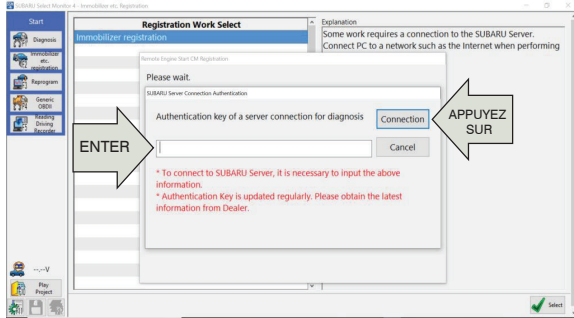 SUBARU Select Monitor 4 - Immobilizer etc. Registration
Start
Diagnosis
Immobilizer
etc.
registration
Reprogram
Generic
OBDII
Reading
Driving
Recorder
--.--V
Play
Project
Registration Work Select
Immobilizer registration
Explanation
Some work requires a connection to the SUBARU Server.
Connect PC to a network such as the Internet when performing
Remote Engine Start CM Registration
Please wait.
SUBARU Server Connection Authentication
Authentication key of a server connection for diagnosis
Connection
Cancel
* To connect to SUBARU Server, it is necessary to input the above
information.
* Authentication Key is updated regularly. Please obtain the latest
information from Dealer.
ENTER
APPUYEZ
SUR
Select